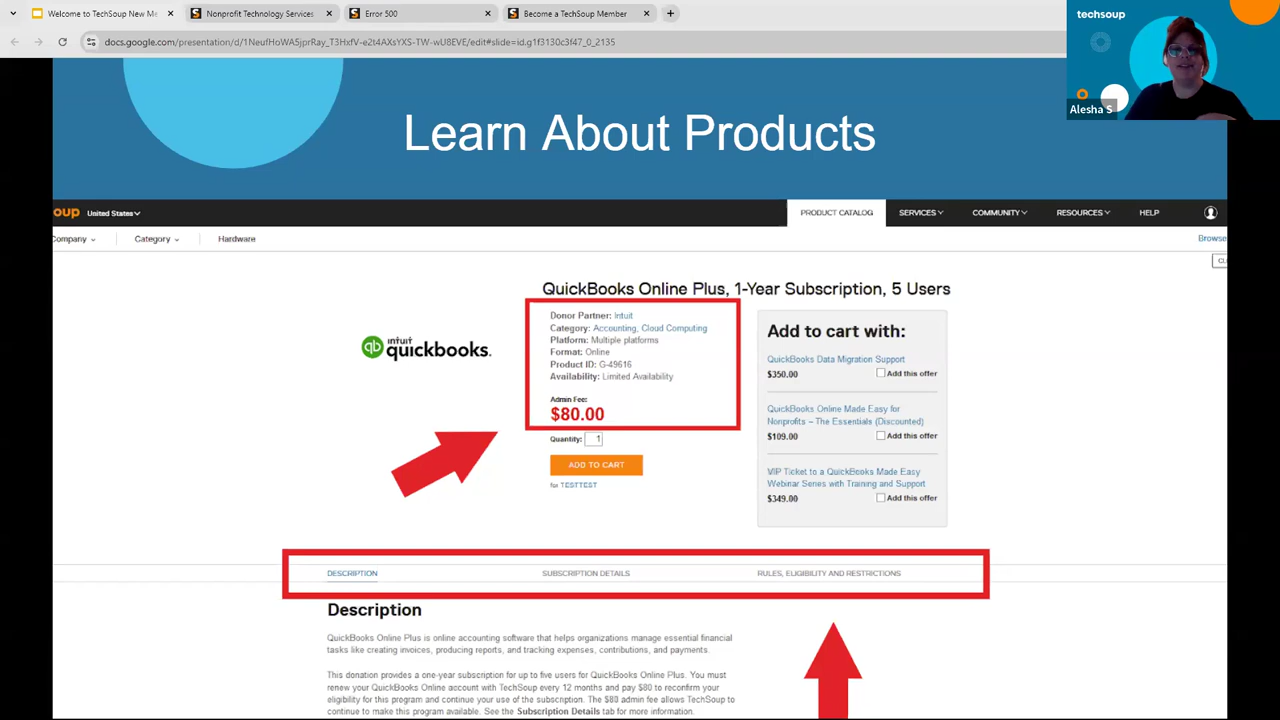 Welcome to TechSoup New Me
Nonprofit Technology Services
Error 500
Become a TechSoup Member
docs.google.com/presentation/d/1NeufHoWA5jprRay_T3HxfV-e2t4AXsYXS-TW-wU8EVE/edit#slide=id.g1f3130c3f47_0_2135
techsoup
Alesha S
Learn About Products
oup United States
PRODUCT CATALOG SERVICES COMMUNITY RESOURCES HELP
ompany Category Hardware
Browse
CL
QuickBooks Online Plus, 1-Year Subscription, 5 Users
intuit
qb quickbooks.
Donor Partner: Intuit
Category: Accounting, Cloud Computing
Platform: Multiple platforms
Format: Online
Product ID: G-49616
Availability: Limited Availability
Admin Fee:
$80.00
Quantity: 1
ADD TO CART
for TESTTEST
Add to cart with:
QuickBooks Data Migration Support
$350.00 Add this offer
QuickBooks Online Made Easy for
Nonprofits – The Essentials (Discounted)
$109.00 Add this offer
VIP Ticket to a QuickBooks Made Easy
Webinar Series with Training and Support
$349.00 Add this offer
DESCRIPTION SUBSCRIPTION DETAILS RULES, ELIGIBILITY AND RESTRICTIONS
Description
QuickBooks Online Plus is online accounting software that helps organizations manage essential financial
tasks like creating invoices, producing reports, and tracking expenses, contributions, and payments.
This donation provides a one-year subscription for up to five users for QuickBooks Online Plus. You must
renew your QuickBooks Online account with TechSoup every 12 months and pay $80 to reconfirm your
eligibility for this program and continue your use of the subscription. The $80 admin fee allows TechSoup to
continue to make this program available. See the Subscription Details tab for more information.